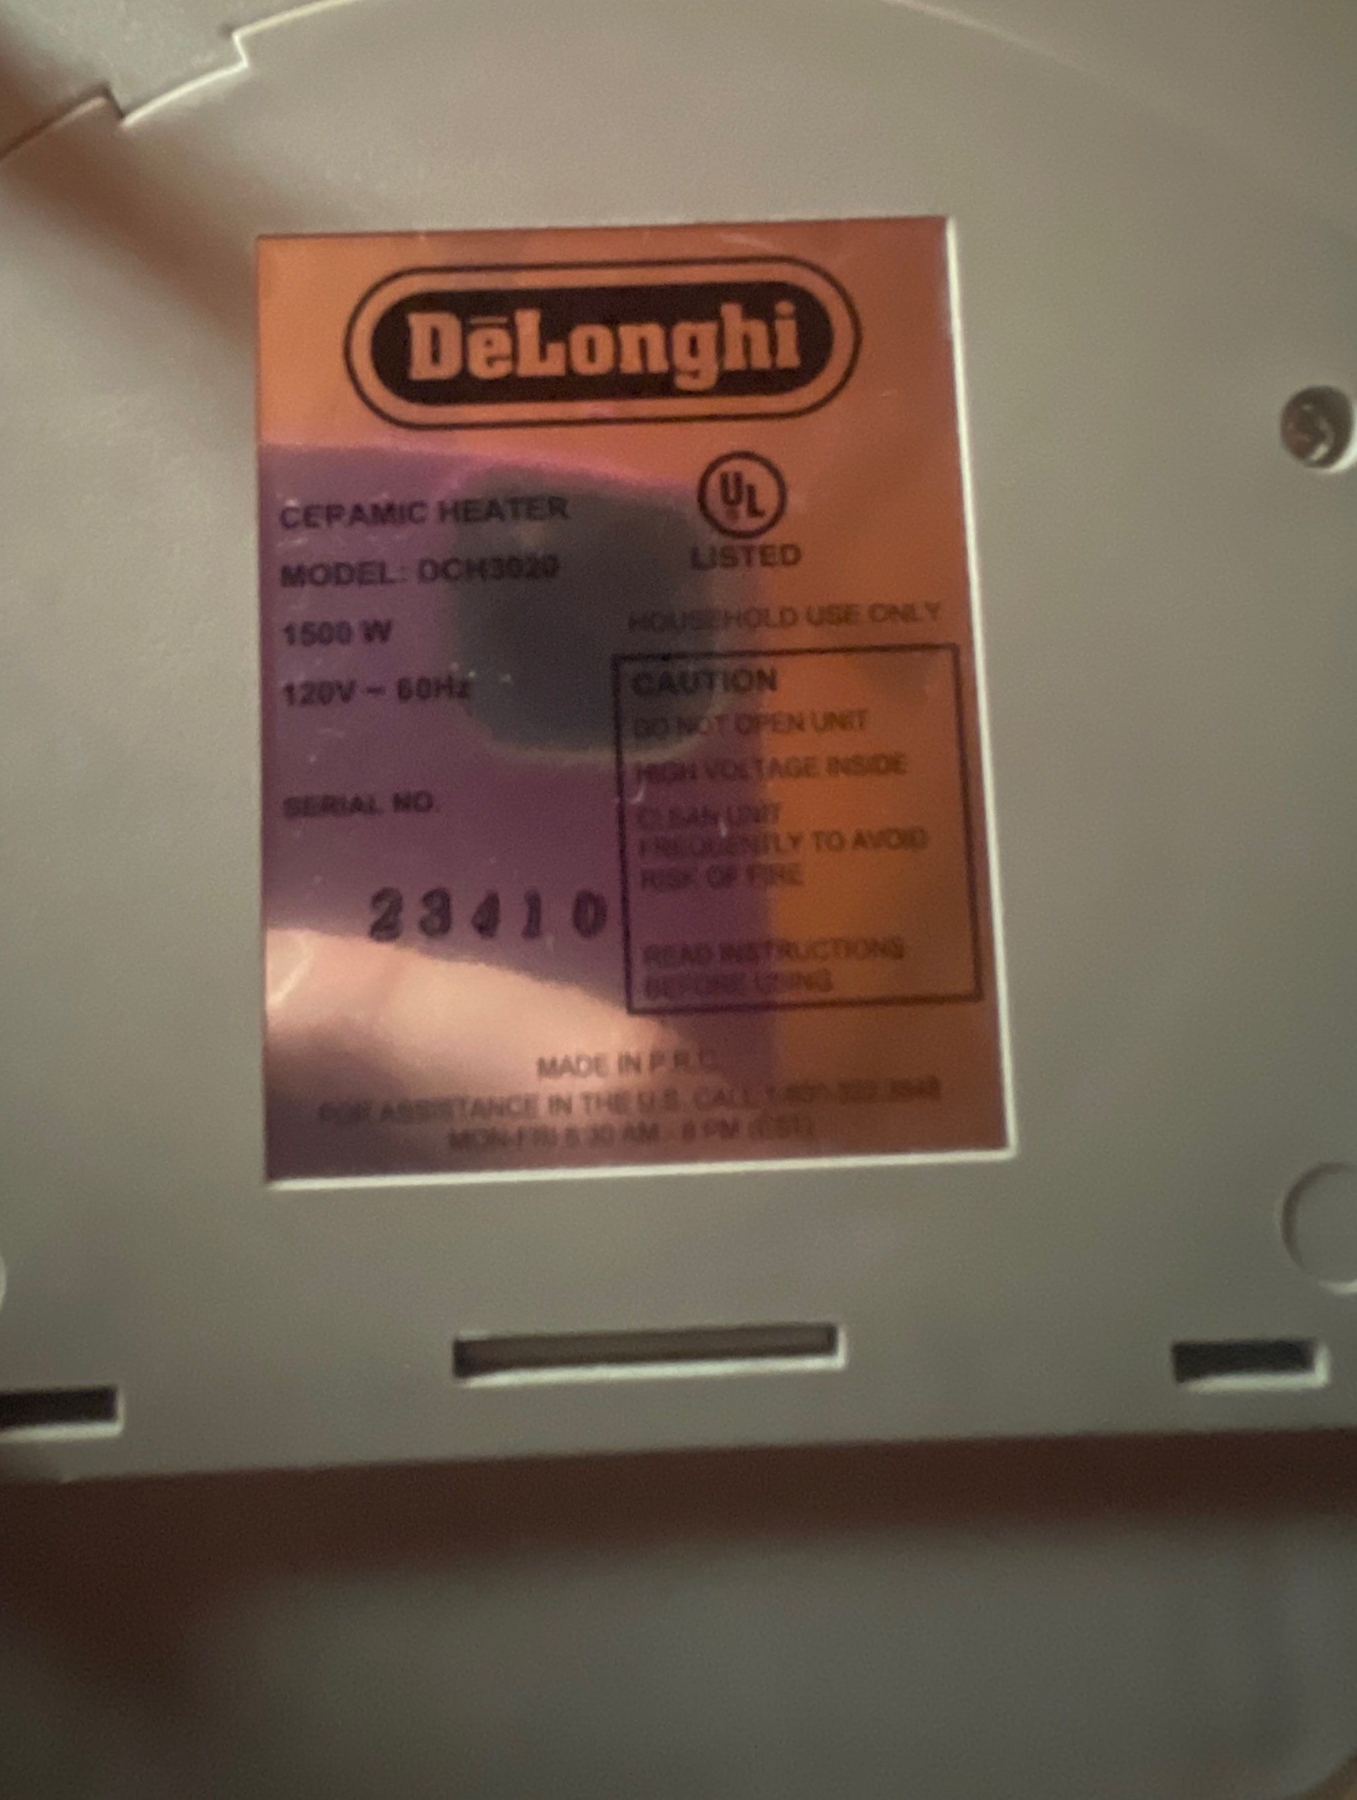 DeLonghi
UL
LISTED
CERAMIC HEATER
MODEL: DCH3020
1500 W
120V ~ 60Hz
SERIAL NO.
23410
HOUSEHOLD USE ONLY
CAUTION
DO NOT OPEN UNIT
HIGH VOLTAGE INSIDE
CLEAN UNIT
FREQUENTLY TO AVOID
RISK OF FIRE
READ INSTRUCTIONS
BEFORE USING
MADE IN P.R.C.
FOR ASSISTANCE IN THE U.S. CALL
MON-FRI 8:30 AM - 8 PM (EST)